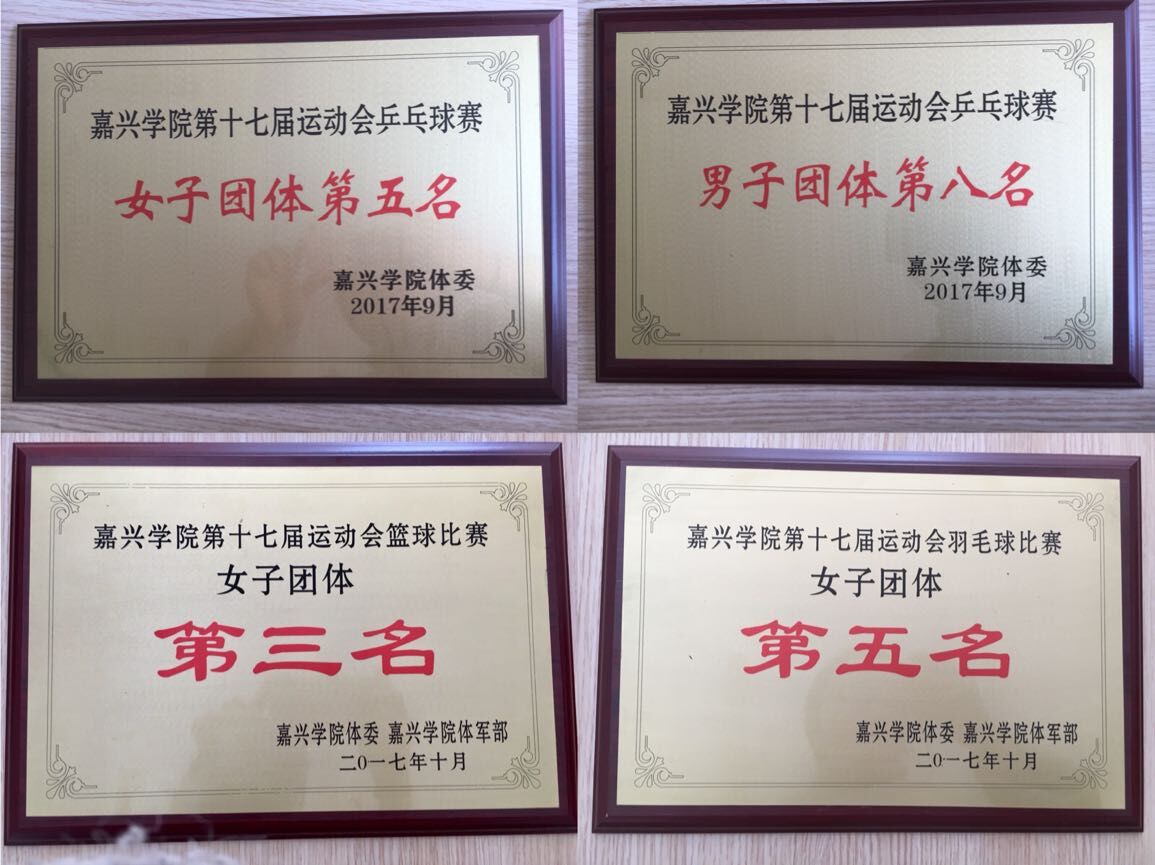 嘉兴学院第十七届运动会乒乓球赛
女子团体第五名
嘉兴学院体委
2017年9月
嘉兴学院第十七届运动会乒乓球赛
男子团体第八名
嘉兴学院体委
2017年9月
嘉兴学院第十七届运动会篮球比赛
女子团体
第三名
嘉兴学院体委 嘉兴学院体军部
二0一七年十月
嘉兴学院第十七届运动会羽毛球比赛
女子团体
第五名
嘉兴学院体委 嘉兴学院体军部
二0一七年十月